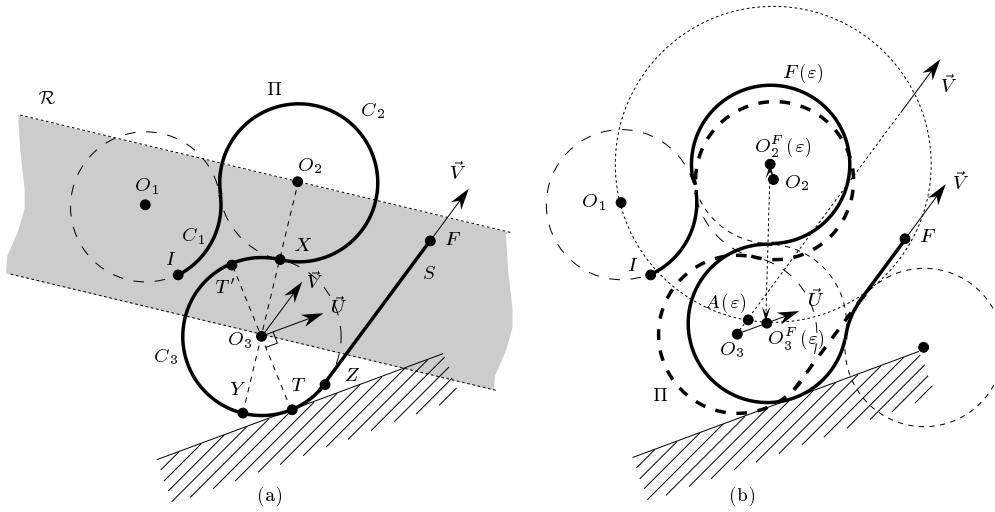 R
Π
C₂
O₁
O₂
V⃗
C₁
I
X
F
S
T′
V⃗
U⃗
O₃
C₃
Y
T
Z
(a)
F(ε)
V⃗
O₂ᶠ(ε)
O₂
O₁
V⃗
F
I
A(ε)
U⃗
O₃
O₃ᶠ(ε)
Π
(b)